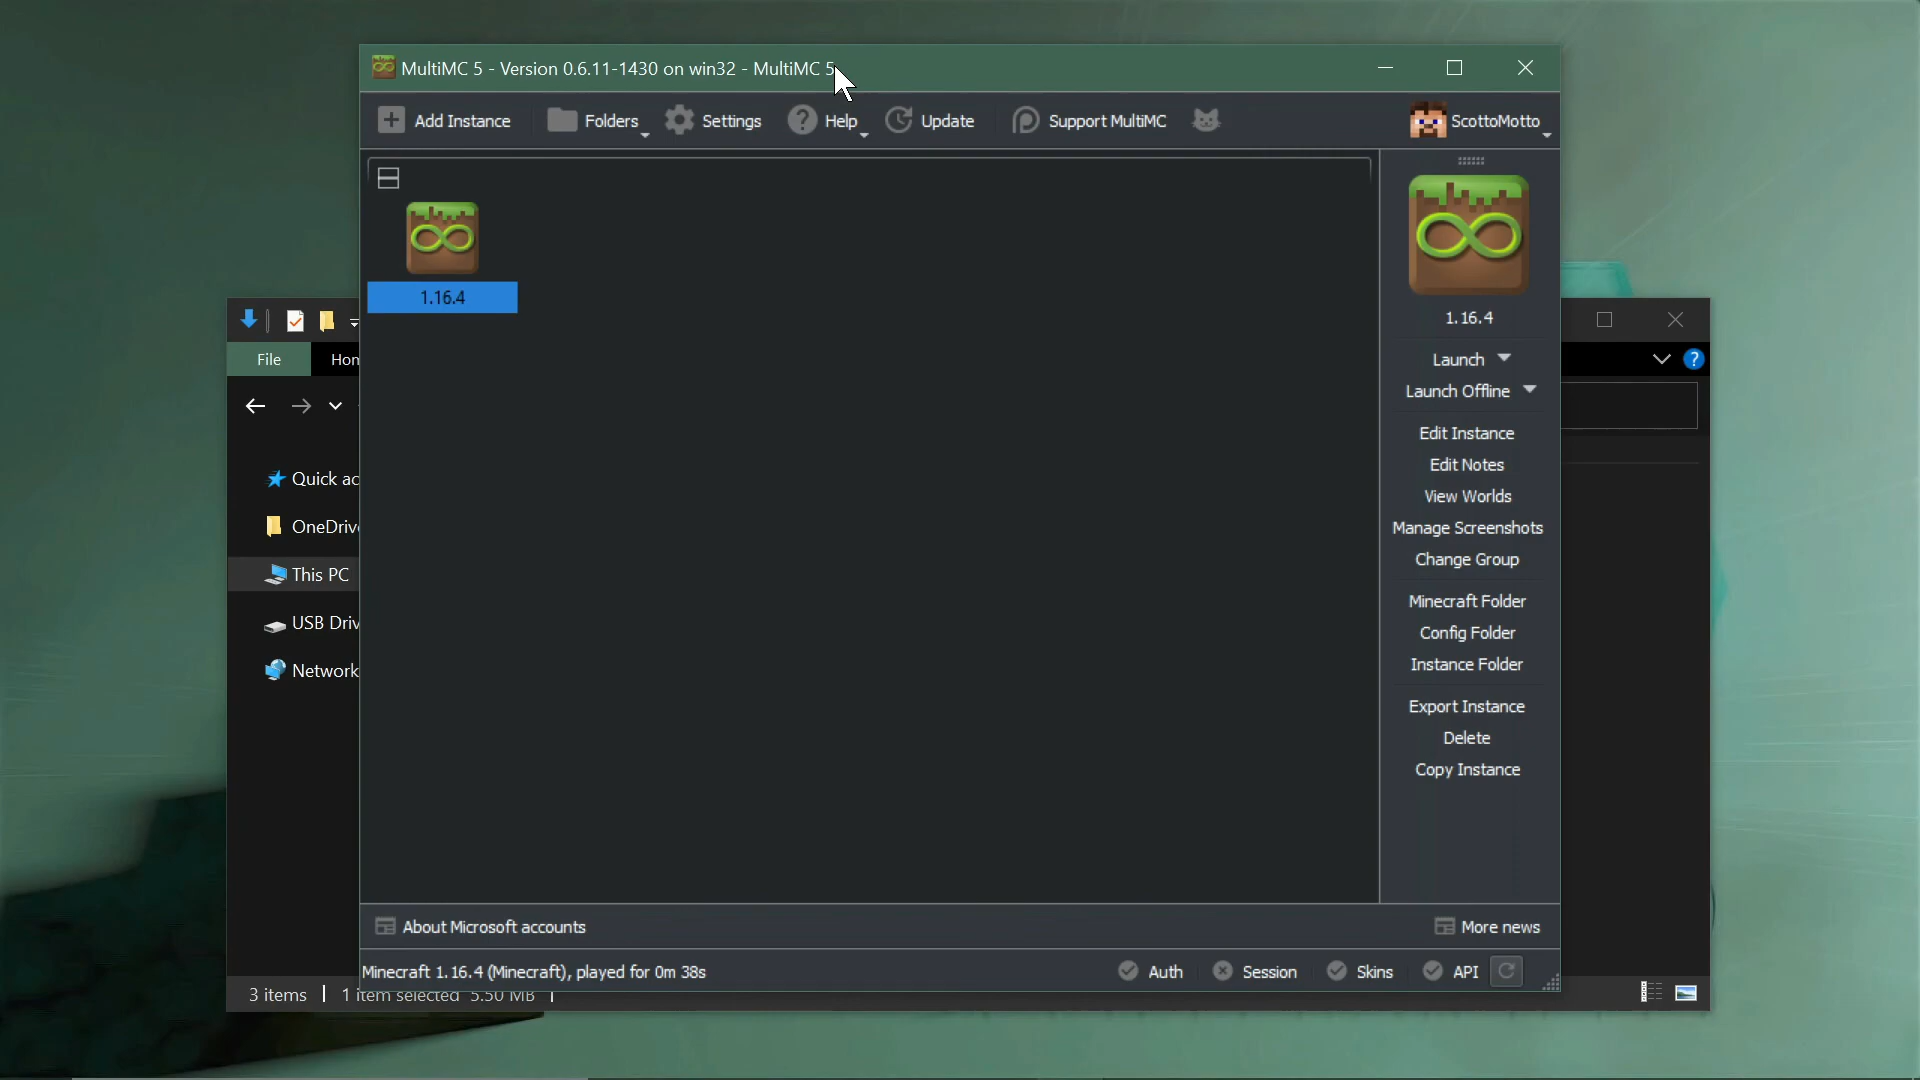 MultiMC 5 - Version 0.6.11-1430 on win32 - MultiMC 5
Add Instance
Folders
Settings
Help
Update
Support MultiMC
ScottoMotto
1.16.4
1.16.4
Launch
Launch Offline
Edit Instance
Edit Notes
View Worlds
Manage Screenshots
Change Group
Minecraft Folder
Config Folder
Instance Folder
Export Instance
Delete
Copy Instance
File
Hom
Quick ac
OneDriv
This PC
USB Driv
Network
About Microsoft accounts
More news
Minecraft 1.16.4 (Minecraft), played for 0m 38s
Auth
Session
Skins
API
3 items
1 item selected 5.50 MB